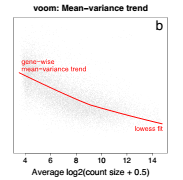 voom: Mean−variance trend
b
gene−wise
mean−variance trend
lowess fit
4 6 8 10 12 14
Average log2(count size + 0.5)